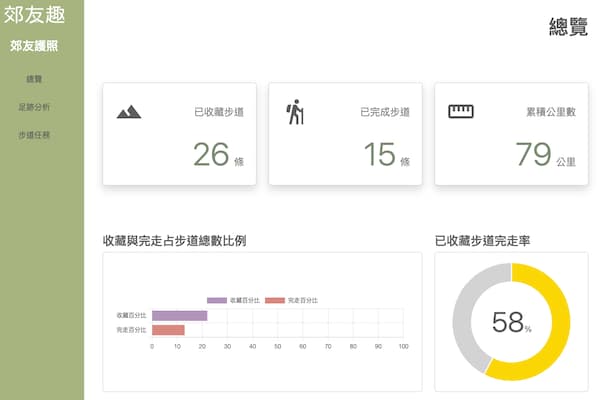 郊友趣
郊友護照
總覽
足跡分析
步道任務
總覽
已收藏步道
26 條
已完成步道
15 條
累積公里數
79 公里
收藏與完走占步道總數比例
收藏百分比 完走百分比
收藏百分比
完走百分比
0 10 20 30 40 50 60 70 80 90 100
已收藏步道完走率
58%